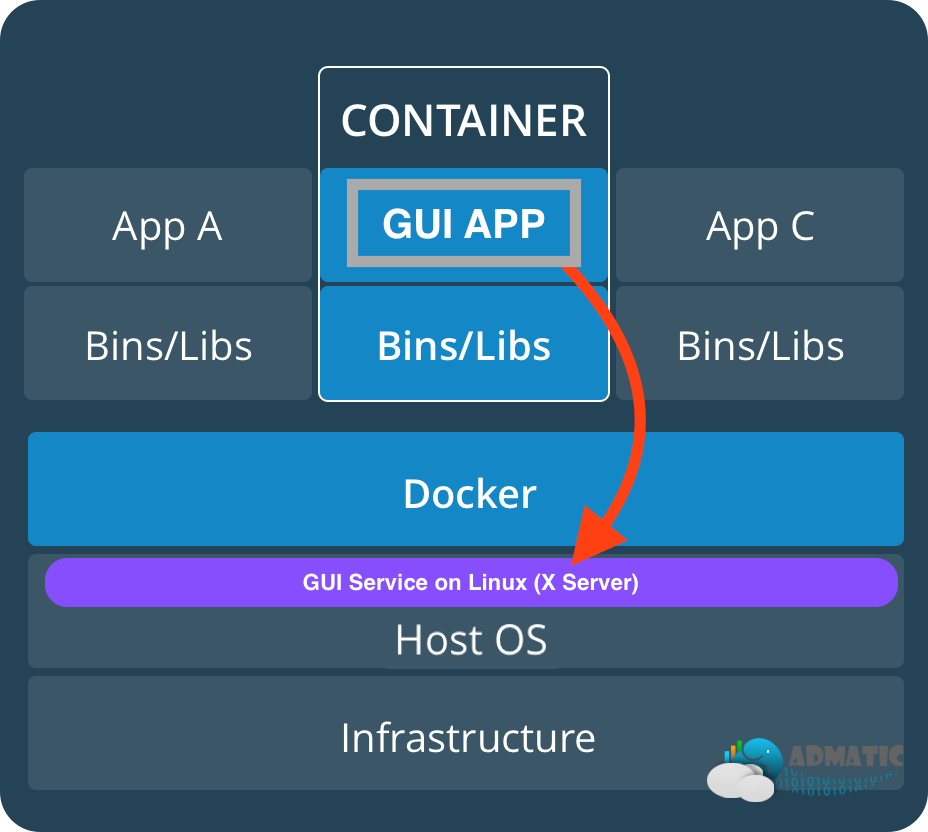 CONTAINER
App A
GUI APP
App C
Bins/Libs
Bins/Libs
Bins/Libs
Docker
GUI Service on Linux (X Server)
Host OS
Infrastructure
ADMATIC